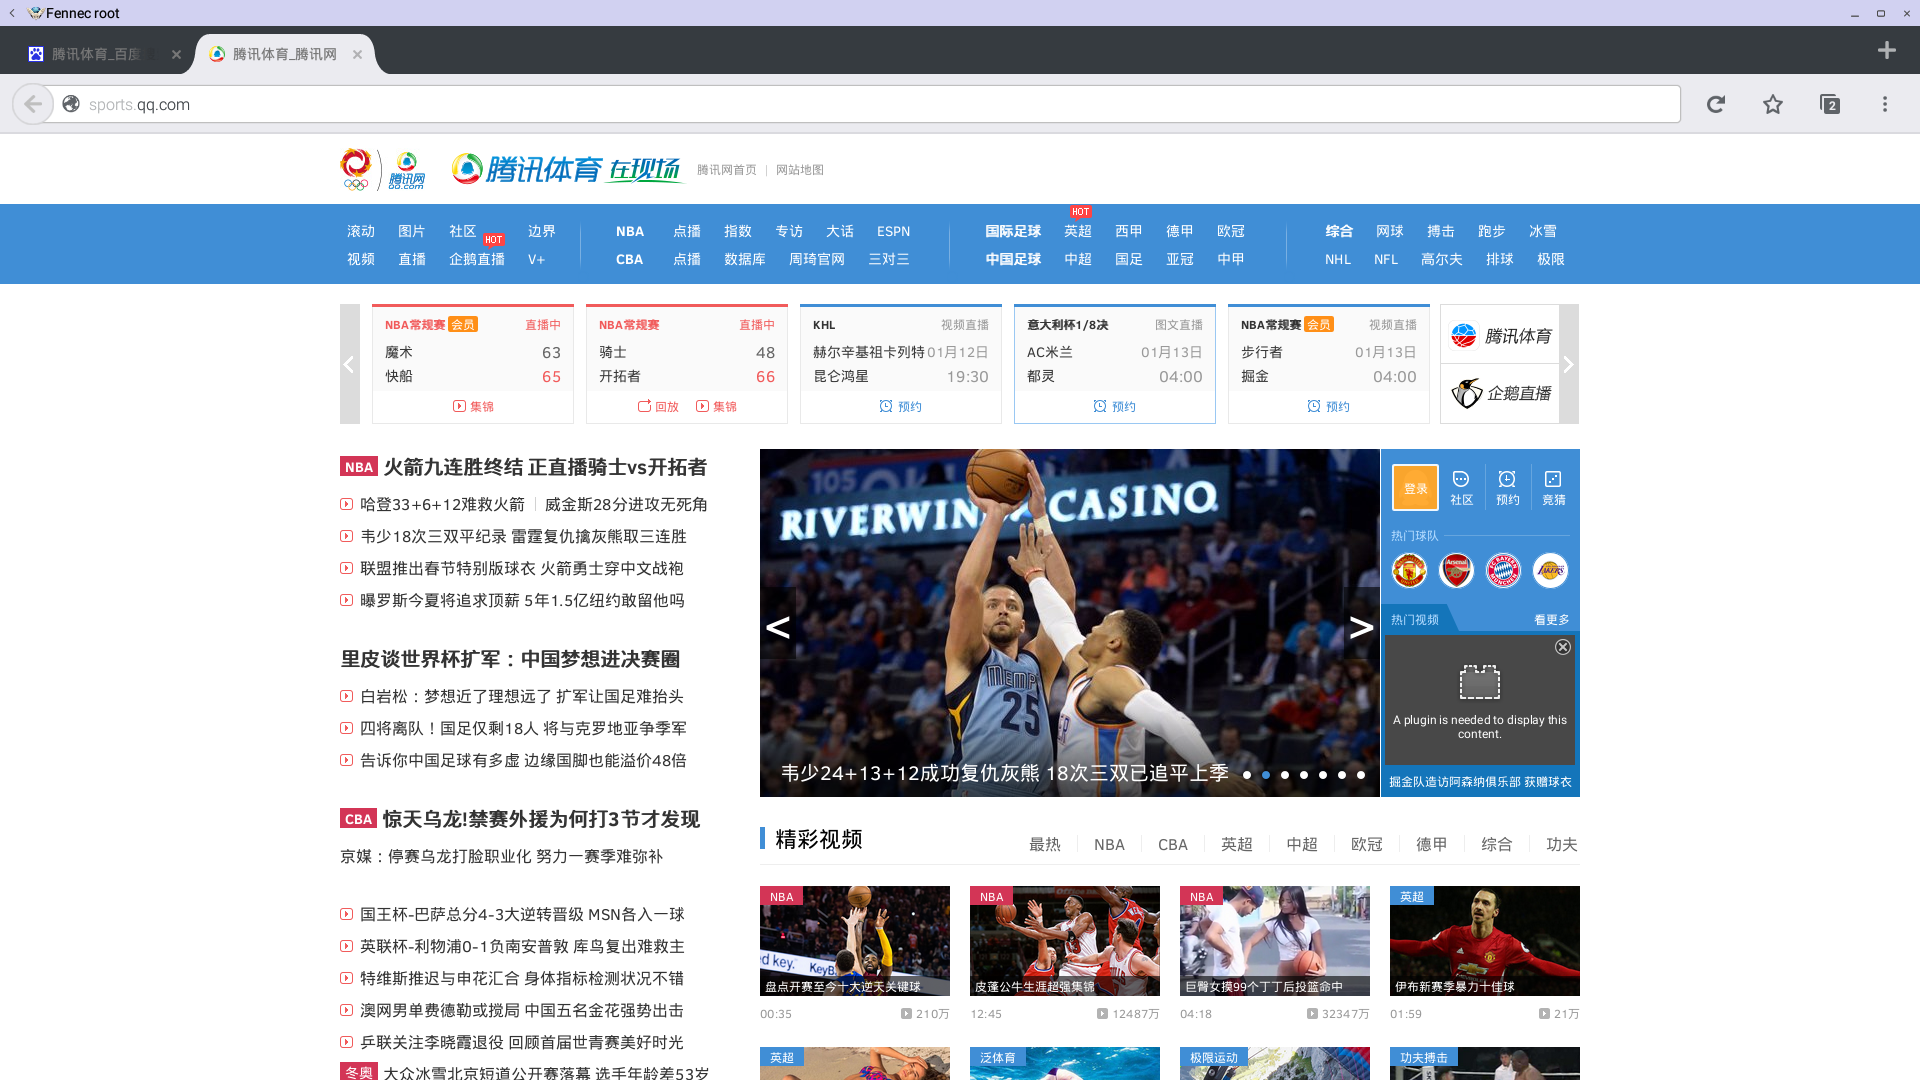 Fennec root
腾讯体育_百度
腾讯体育_腾讯网
sports.qq.com
2
腾讯网 QQ.com
腾讯体育 在现场
腾讯网首页 | 网站地图
滚动 图片 社区 HOT 边界 NBA 点播 指数 专访 大话 ESPN 国际足球 HOT 英超 西甲 德甲 欧冠 综合 网球 搏击 跑步 冰雪
视频 直播 企鹅直播 V+ CBA 点播 数据库 周琦官网 三对三 中国足球 中超 国足 亚冠 中甲 NHL NFL 高尔夫 排球 极限
NBA常规赛 会员 直播中
魔术 63
快船 65
集锦
NBA常规赛 直播中
骑士 48
开拓者 66
回放 集锦
KHL 视频直播
赫尔辛基祖卡列特 01月12日
昆仑鸿星 19:30
预约
意大利杯1/8决 图文直播
AC米兰 01月13日
都灵 04:00
预约
NBA常规赛 会员 视频直播
步行者 01月13日
掘金 04:00
预约
腾讯体育
企鹅直播
NBA 火箭九连胜终结 正直播骑士vs开拓者
哈登33+6+12难救火箭 | 威金斯28分进攻无死角
韦少18次三双平纪录 雷霆复仇擒灰熊取三连胜
联盟推出春节特别版球衣 火箭勇士穿中文战袍
曝罗斯今夏将追求顶薪 5年1.5亿纽约敢留他吗
里皮谈世界杯扩军：中国梦想进决赛圈
白岩松：梦想近了理想远了 扩军让国足难抬头
四将离队！国足仅剩18人 将与克罗地亚争季军
告诉你中国足球有多虚 边缘国脚也能溢价48倍
CBA 惊天乌龙!禁赛外援为何打3节才发现
京媒：停赛乌龙打脸职业化 努力一赛季难弥补
国王杯-巴萨总分4-3大逆转晋级 MSN各入一球
英联杯-利物浦0-1负南安普敦 库鸟复出难救主
特维斯推迟与申花汇合 身体指标检测状况不错
澳网男单费德勒或搅局 中国五名金花强势出击
乒联关注李晓霞退役 回顾首届世青赛美好时光
冬奥 大众冰雪北京短道公开赛落幕 选手年龄差53岁
105
RIVERWIND CASINO
MEMP
25
< >
韦少24+13+12成功复仇灰熊 18次三双已追平上季
登录 社区 预约 竞猜
热门球队
Arsenal
LAKERS
热门视频 看更多
A plugin is needed to display this
content.
掘金队造访阿森纳俱乐部 获赠球衣
精彩视频
最热 NBA CBA 英超 中超 欧冠 德甲 综合 功夫
NBA
盘点开赛至今十大逆天关键球
00:35 210万
NBA
皮蓬公牛生涯超强集锦
12:45 12487万
NBA
巨臀女摸99个丁丁后投篮命中
04:18 32347万
英超
伊布新赛季暴力十佳球
01:59 21万
英超
泛体育
极限运动
功夫搏击